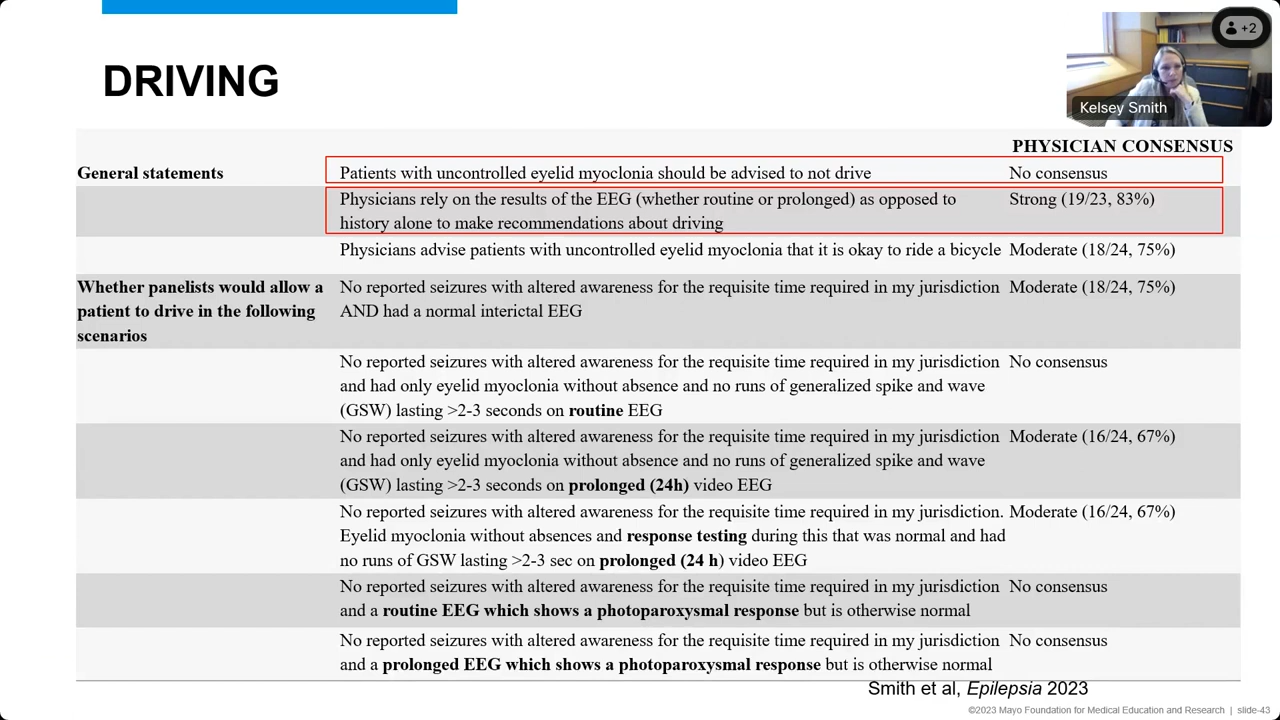 +2
DRIVING
Kelsey Smith
PHYSICIAN CONSENSUS
General statements
Patients with uncontrolled eyelid myoclonia should be advised to not drive
No consensus
Physicians rely on the results of the EEG (whether routine or prolonged) as opposed to
history alone to make recommendations about driving
Strong (19/23, 83%)
Physicians advise patients with uncontrolled eyelid myoclonia that it is okay to ride a bicycle
Moderate (18/24, 75%)
Whether panelists would allow a
patient to drive in the following
scenarios
No reported seizures with altered awareness for the requisite time required in my jurisdiction
AND had a normal interictal EEG
Moderate (18/24, 75%)
No reported seizures with altered awareness for the requisite time required in my jurisdiction
and had only eyelid myoclonia without absence and no runs of generalized spike and wave
(GSW) lasting >2-3 seconds on routine EEG
No consensus
No reported seizures with altered awareness for the requisite time required in my jurisdiction
and had only eyelid myoclonia without absence and no runs of generalized spike and wave
(GSW) lasting >2-3 seconds on prolonged (24h) video EEG
Moderate (16/24, 67%)
No reported seizures with altered awareness for the requisite time required in my jurisdiction.
Eyelid myoclonia without absences and response testing during this that was normal and had
no runs of GSW lasting >2-3 sec on prolonged (24 h) video EEG
Moderate (16/24, 67%)
No reported seizures with altered awareness for the requisite time required in my jurisdiction
and a routine EEG which shows a photoparoxysmal response but is otherwise normal
No consensus
No reported seizures with altered awareness for the requisite time required in my jurisdiction
and a prolonged EEG which shows a photoparoxysmal response but is otherwise normal
No consensus
Smith et al, Epilepsia 2023
©2023 Mayo Foundation for Medical Education and Research | slide-43